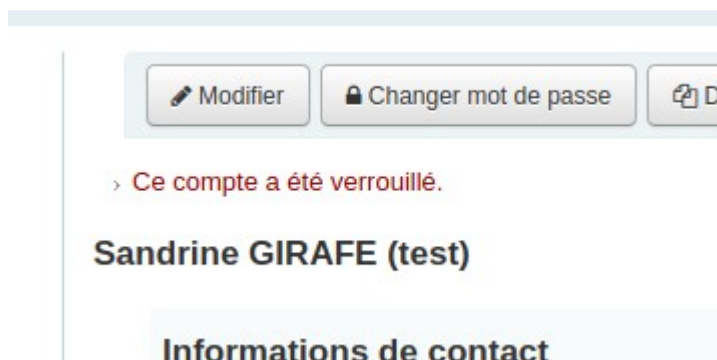 Modifier
Changer mot de passe
D
Ce compte a été verrouillé.
Sandrine GIRAFE (test)
Informations de contact